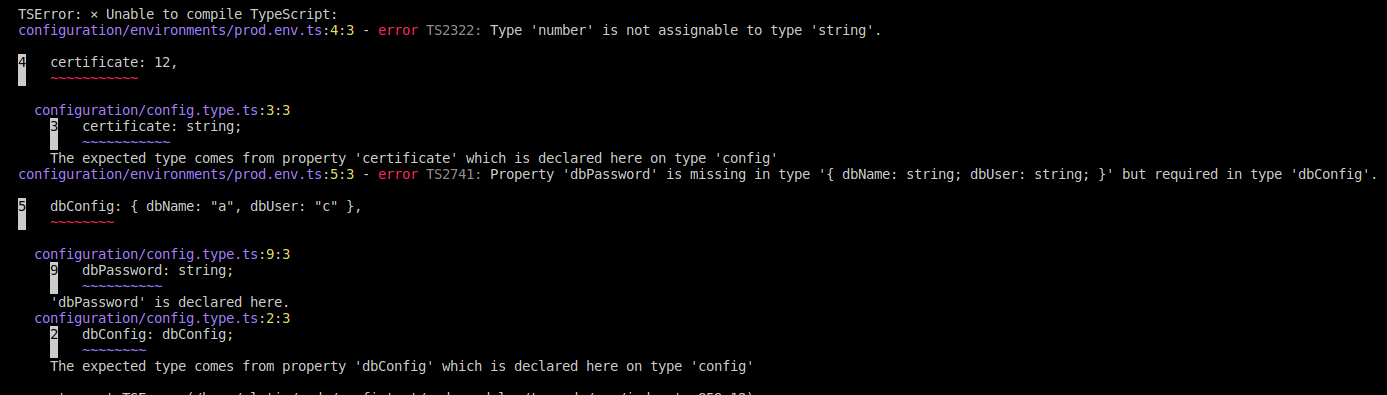 TSError: ⨯ Unable to compile TypeScript:
configuration/environments/prod.env.ts:4:3 - error TS2322: Type 'number' is not assignable to type 'string'.
4   certificate: 12,
~~~~~~~~~~~
configuration/config.type.ts:3:3
3   certificate: string;
~~~~~~~~~~~
The expected type comes from property 'certificate' which is declared here on type 'config'
configuration/environments/prod.env.ts:5:3 - error TS2741: Property 'dbPassword' is missing in type '{ dbName: string; dbUser: string; }' but required in type 'dbConfig'.
5   dbConfig: { dbName: "a", dbUser: "c" },
~~~~~~~~
configuration/config.type.ts:9:3
9   dbPassword: string;
~~~~~~~~~~
'dbPassword' is declared here.
configuration/config.type.ts:2:3
2   dbConfig: dbConfig;
~~~~~~~~
The expected type comes from property 'dbConfig' which is declared here on type 'config'